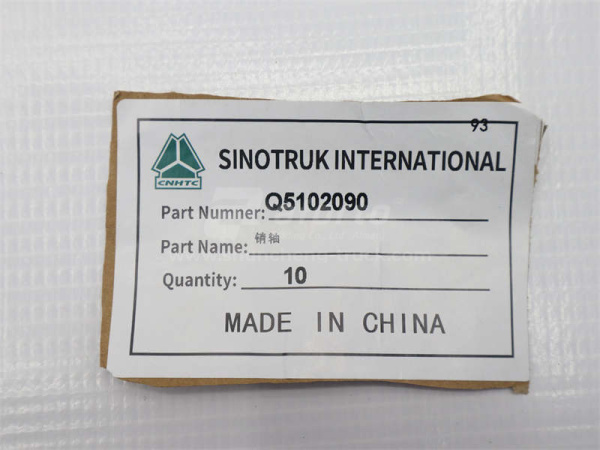 93
CNHTC
SINOTRUK INTERNATIONAL
Part Numner: Q5102090
Part Name: 销轴
Quantity: 10
MADE IN CHINA